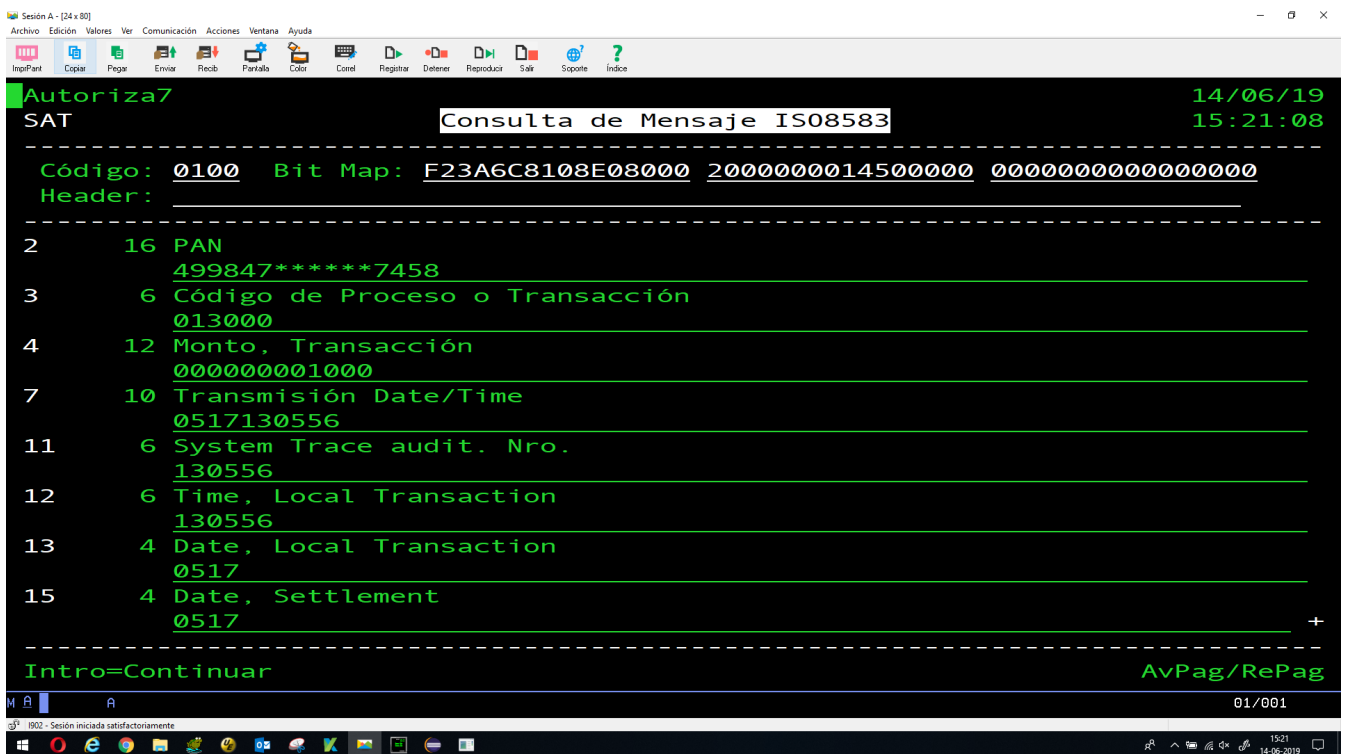 Sesión A - [24 x 80]
Archivo Edición Valores Ver Comunicación Acciones Ventana Ayuda
ImprPant Copiar Pegar Enviar Recib Pantalla Color Correl Registrar Detener Reproducir Salir Soporte Índice
Autoriza7 14/06/19
SAT Consulta de Mensaje ISO8583 15:21:08
Código: 0100 Bit Map: F23A6C8108E08000 2000000014500000 0000000000000000
Header:
2 16 PAN
499847******7458
3 6 Código de Proceso o Transacción
013000
4 12 Monto, Transacción
000000001000
7 10 Transmisión Date/Time
0517130556
11 6 System Trace audit. Nro.
130556
12 6 Time, Local Transaction
130556
13 4 Date, Local Transaction
0517
15 4 Date, Settlement
0517 +
Intro=Continuar AvPag/RePag
M A A 01/001
I902 - Sesión iniciada satisfactoriamente
15:21
14-06-2019